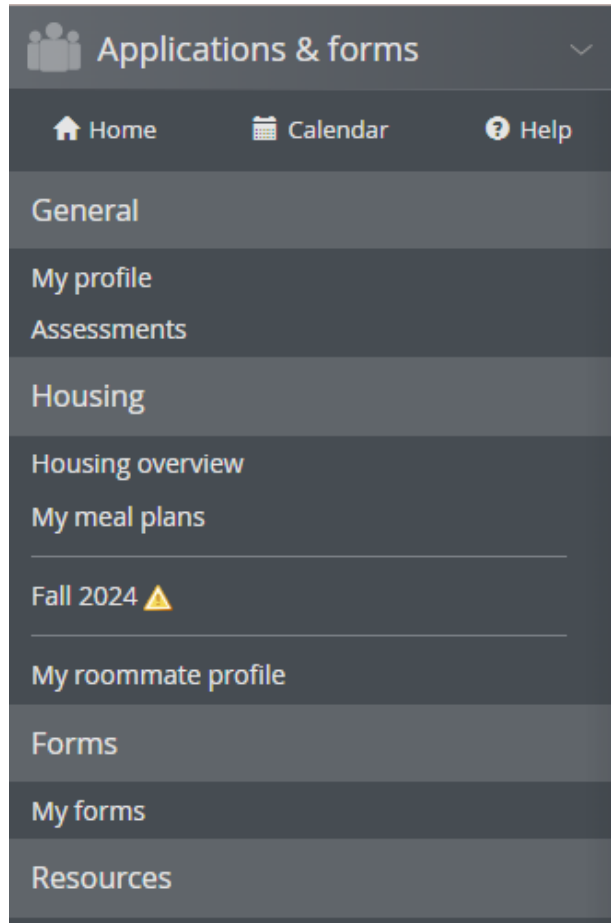 Applications & forms
Home Calendar Help
General
My profile
Assessments
Housing
Housing overview
My meal plans
Fall 2024
My roommate profile
Forms
My forms
Resources